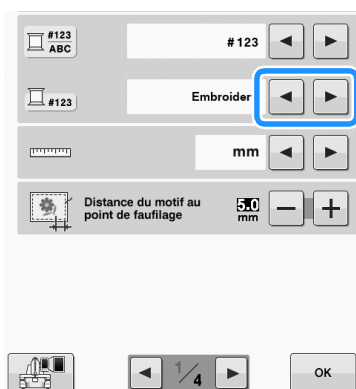 #123
ABC
#123
#123
Embroider
mm
Distance du motif au
point de faufilage
5.0
mm
1/4
OK